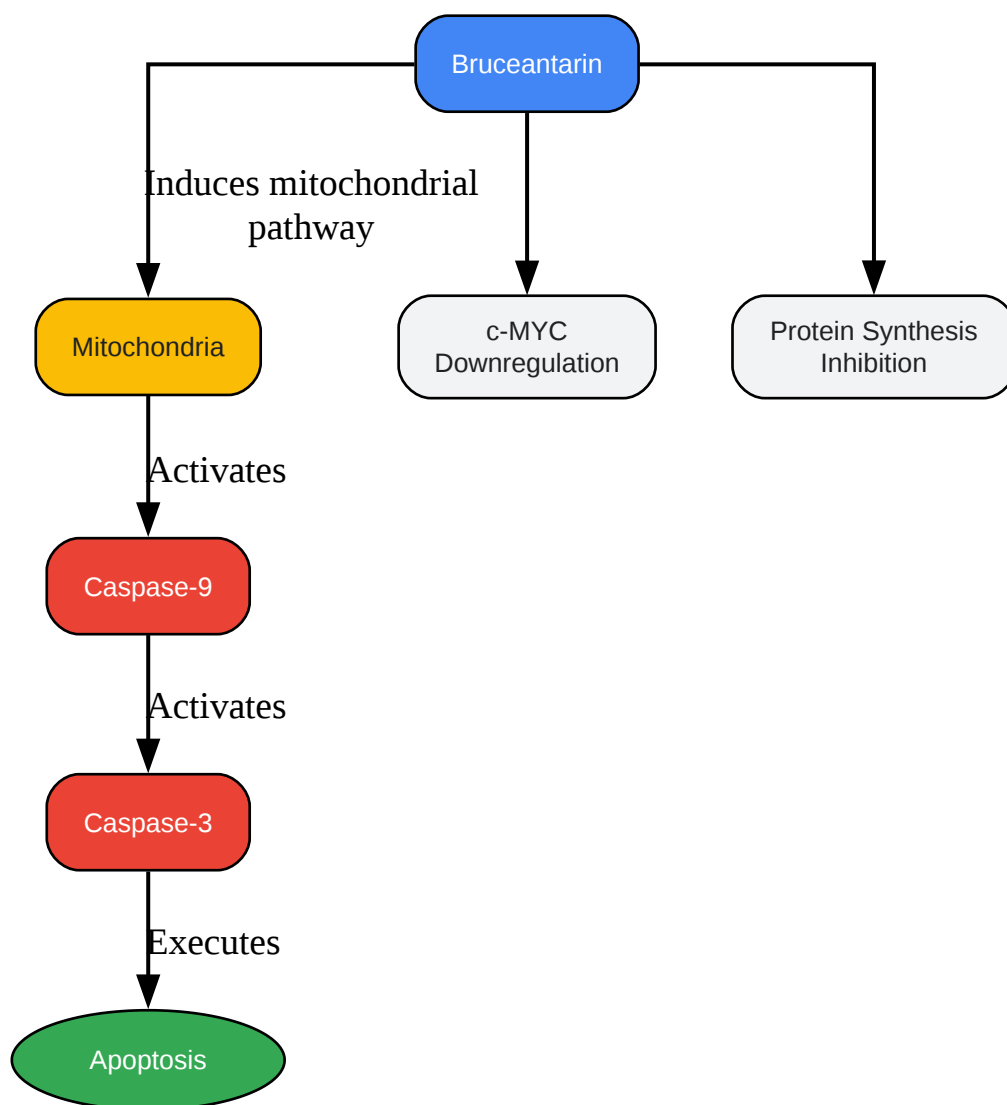 Bruceantarin
Induces mitochondrial
pathway
Mitochondria
c-MYC
Downregulation
Protein Synthesis
Inhibition
Activates
Caspase-9
Activates
Caspase-3
Executes
Apoptosis